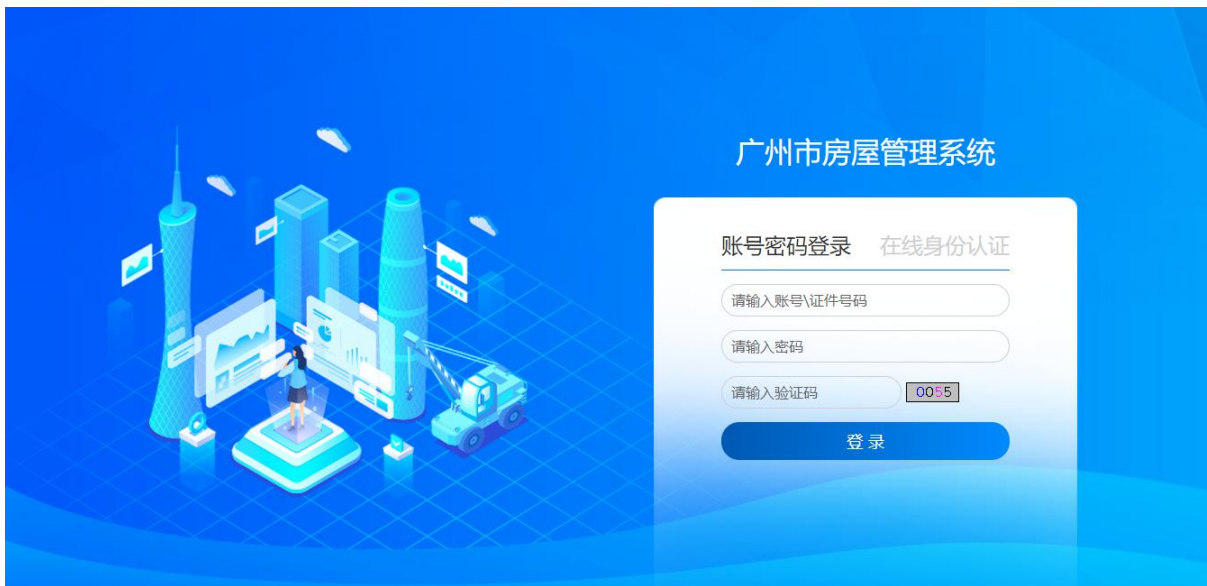 广州市房屋管理系统
账号密码登录 在线身份认证
请输入账号\证件号码
请输入密码
请输入验证码 0055
登 录